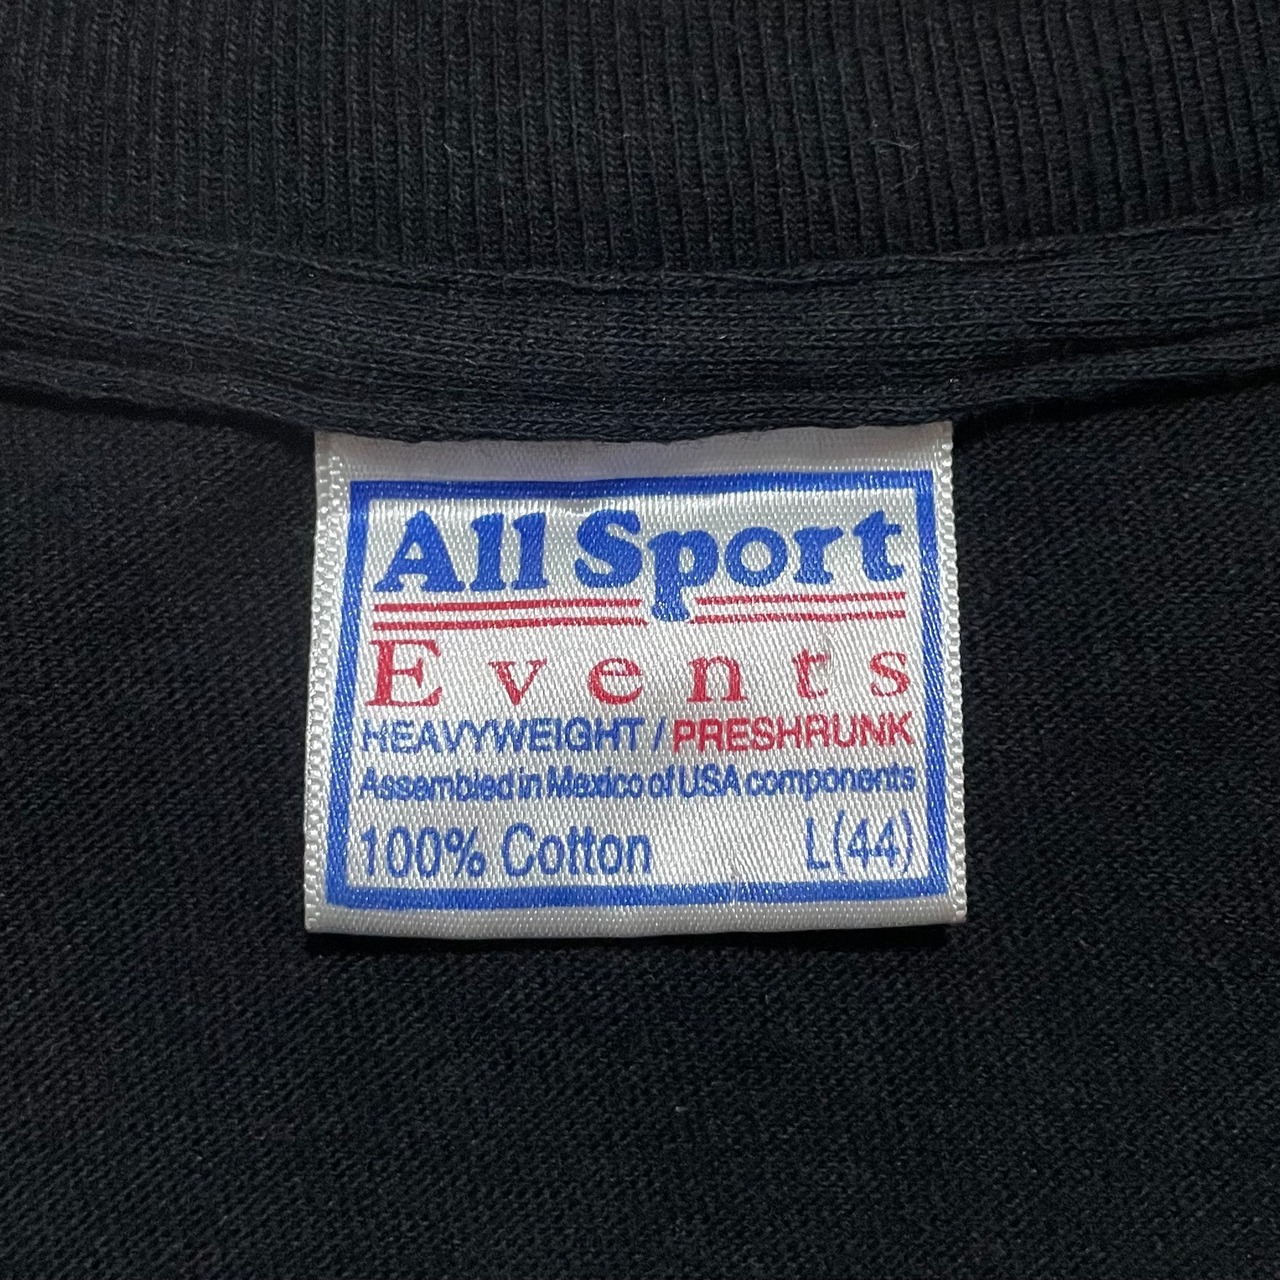 All Sport
Events
HEAVYWEIGHT / PRESHRUNK
Assembled in Mexico of USA components
100% Cotton L(44)